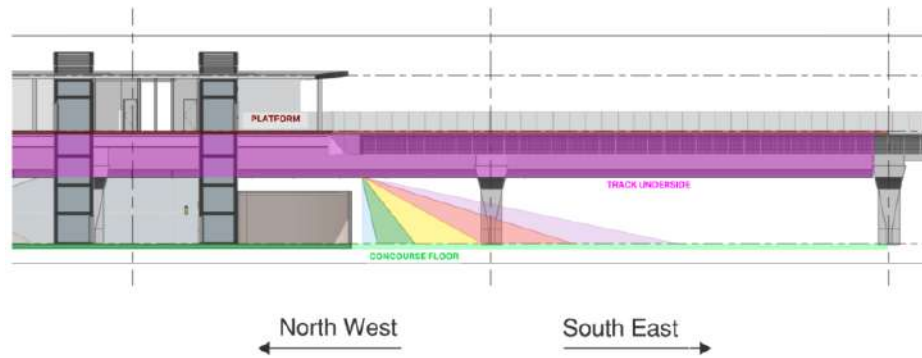 PLATFORM
TRACK UNDERSIDE
CONCOURSE FLOOR
North West
South East